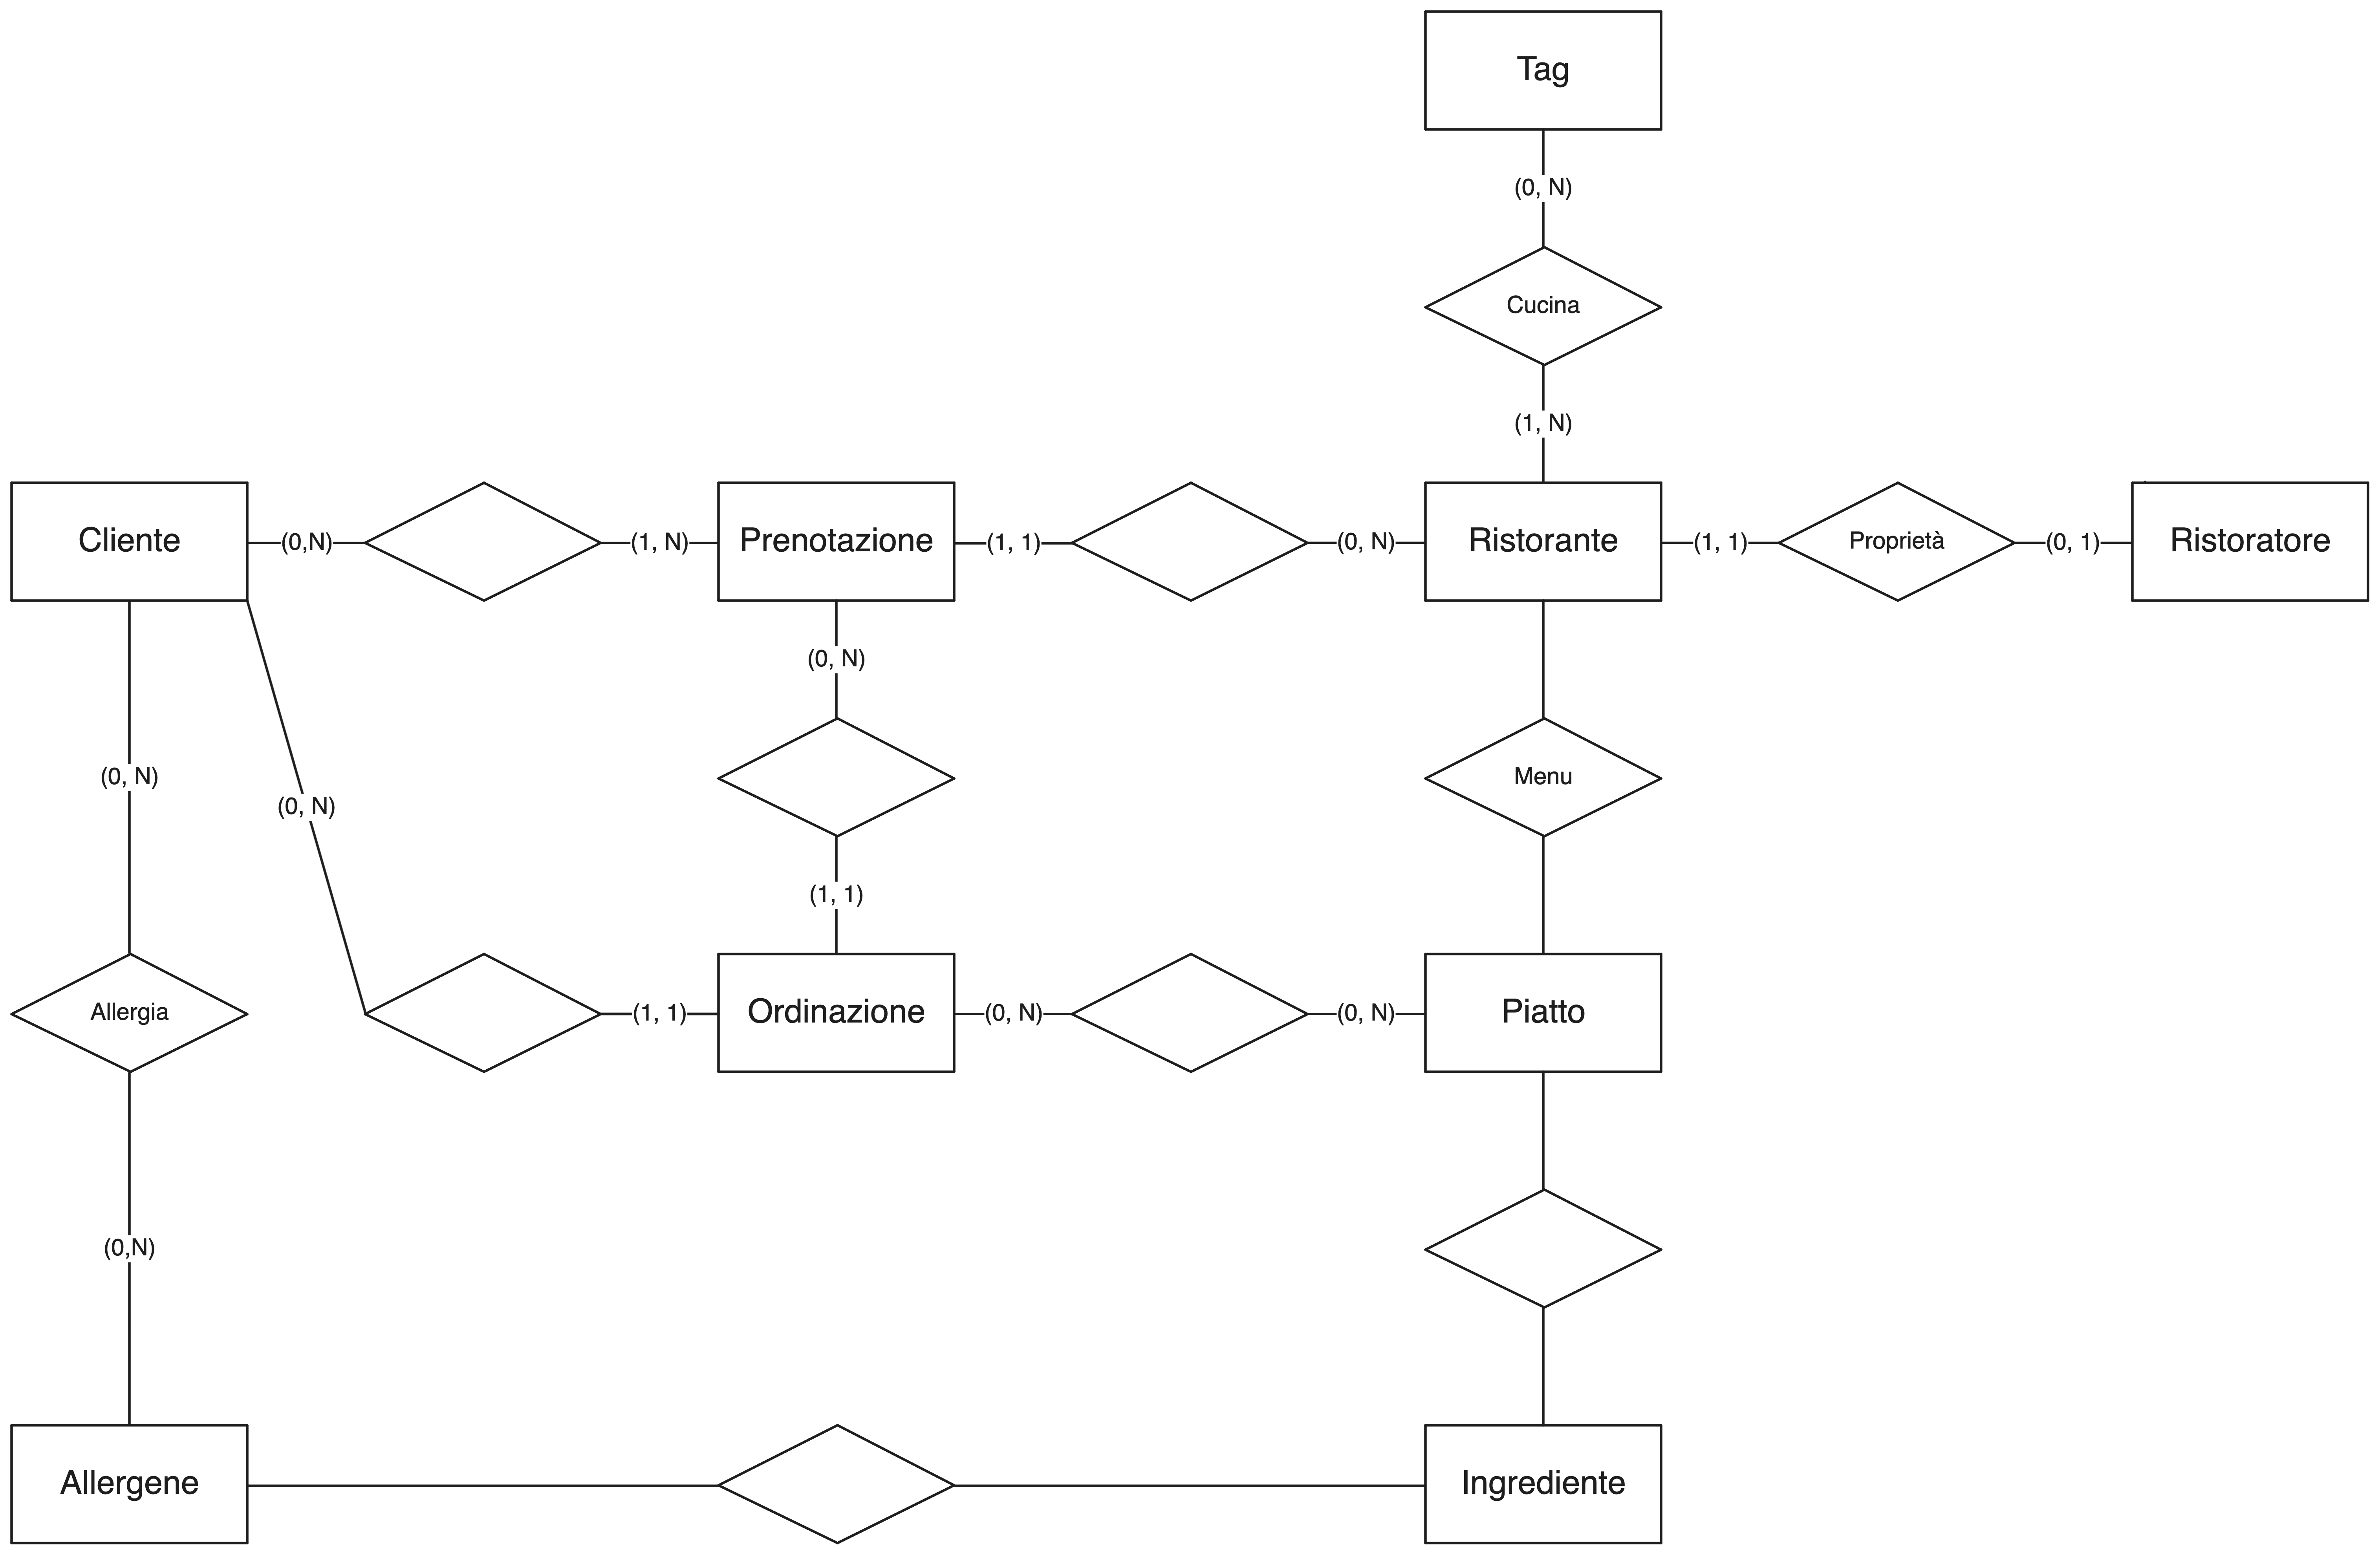 Tag
(0, N)
Cucina
(1, N)
Cliente
(0,N)
(1, N)
Prenotazione
(1, 1)
(0, N)
Ristorante
(1, 1)
Proprietà
(0, 1)
Ristoratore
(0, N)
(0, N)
(0, N)
Menu
(1, 1)
Allergia
(1, 1)
Ordinazione
(0, N)
(0, N)
Piatto
(0,N)
Allergene
Ingrediente